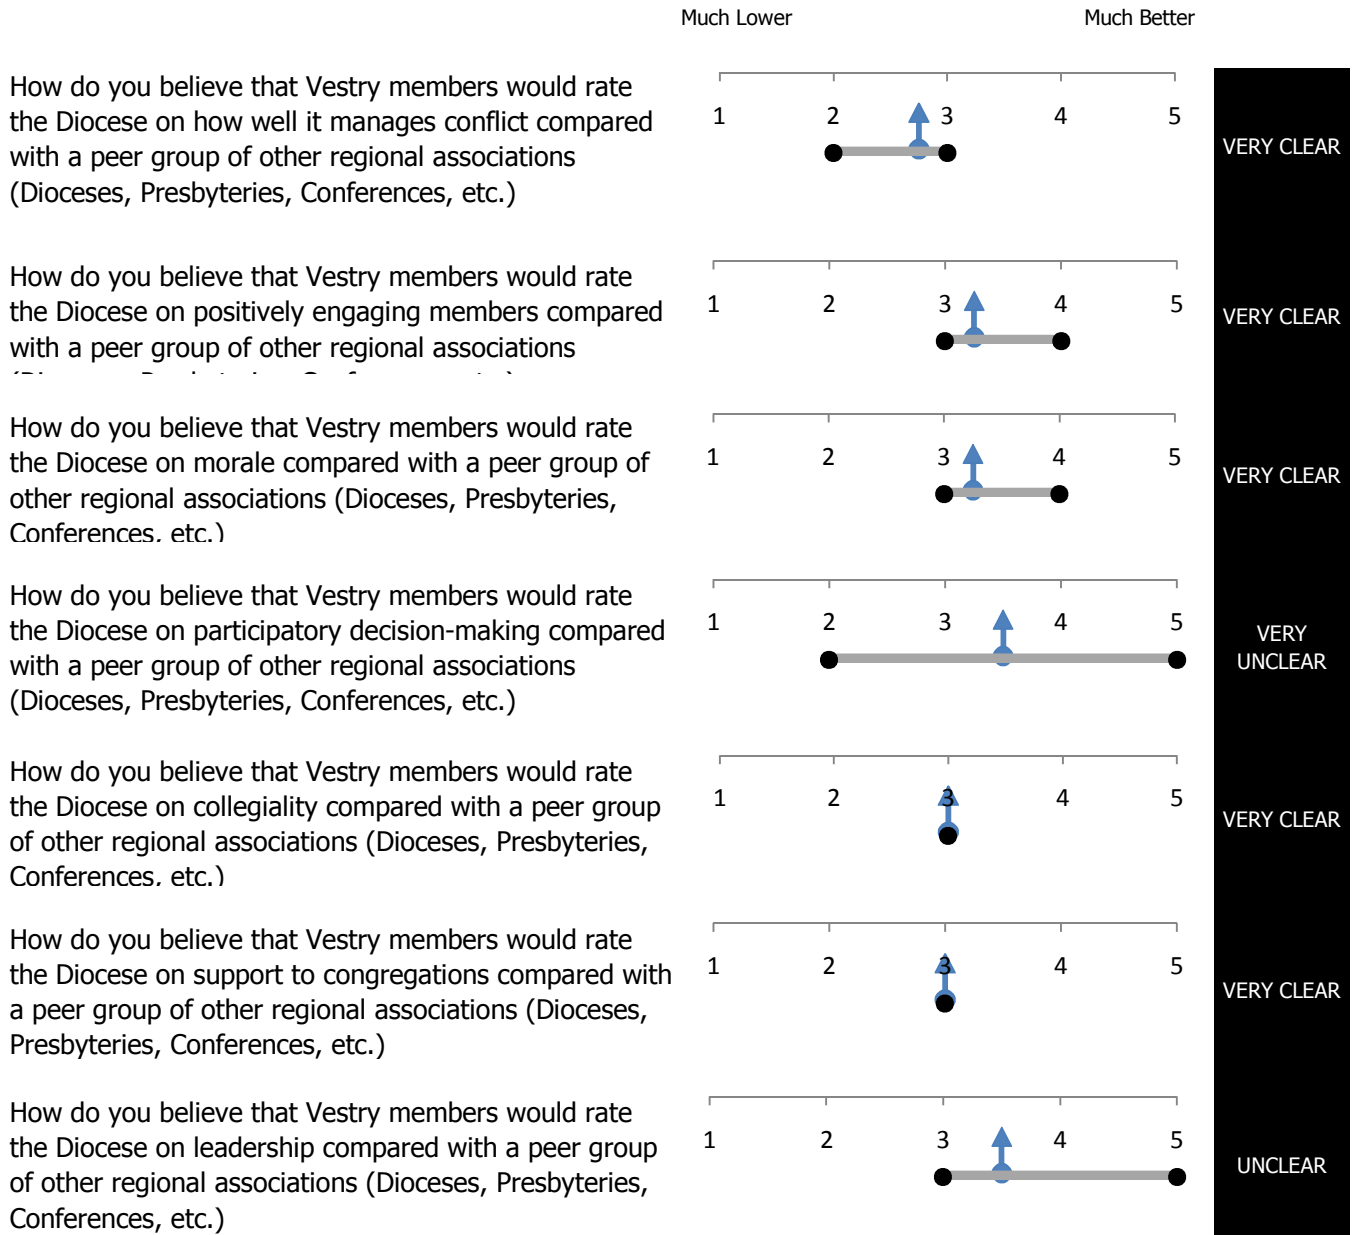 Much Lower Much Better
How do you believe that Vestry members would rate
the Diocese on how well it manages conflict compared
with a peer group of other regional associations
(Dioceses, Presbyteries, Conferences, etc.)
1 2 3 4 5
VERY CLEAR
How do you believe that Vestry members would rate
the Diocese on positively engaging members compared
with a peer group of other regional associations
1 2 3 4 5
VERY CLEAR
How do you believe that Vestry members would rate
the Diocese on morale compared with a peer group of
other regional associations (Dioceses, Presbyteries,
Conferences, etc.)
1 2 3 4 5
VERY CLEAR
How do you believe that Vestry members would rate
the Diocese on participatory decision-making compared
with a peer group of other regional associations
(Dioceses, Presbyteries, Conferences, etc.)
1 2 3 4 5
VERY
UNCLEAR
How do you believe that Vestry members would rate
the Diocese on collegiality compared with a peer group
of other regional associations (Dioceses, Presbyteries,
Conferences, etc.)
1 2 3 4 5
VERY CLEAR
How do you believe that Vestry members would rate
the Diocese on support to congregations compared with
a peer group of other regional associations (Dioceses,
Presbyteries, Conferences, etc.)
1 2 3 4 5
VERY CLEAR
How do you believe that Vestry members would rate
the Diocese on leadership compared with a peer group
of other regional associations (Dioceses, Presbyteries,
Conferences, etc.)
1 2 3 4 5
UNCLEAR